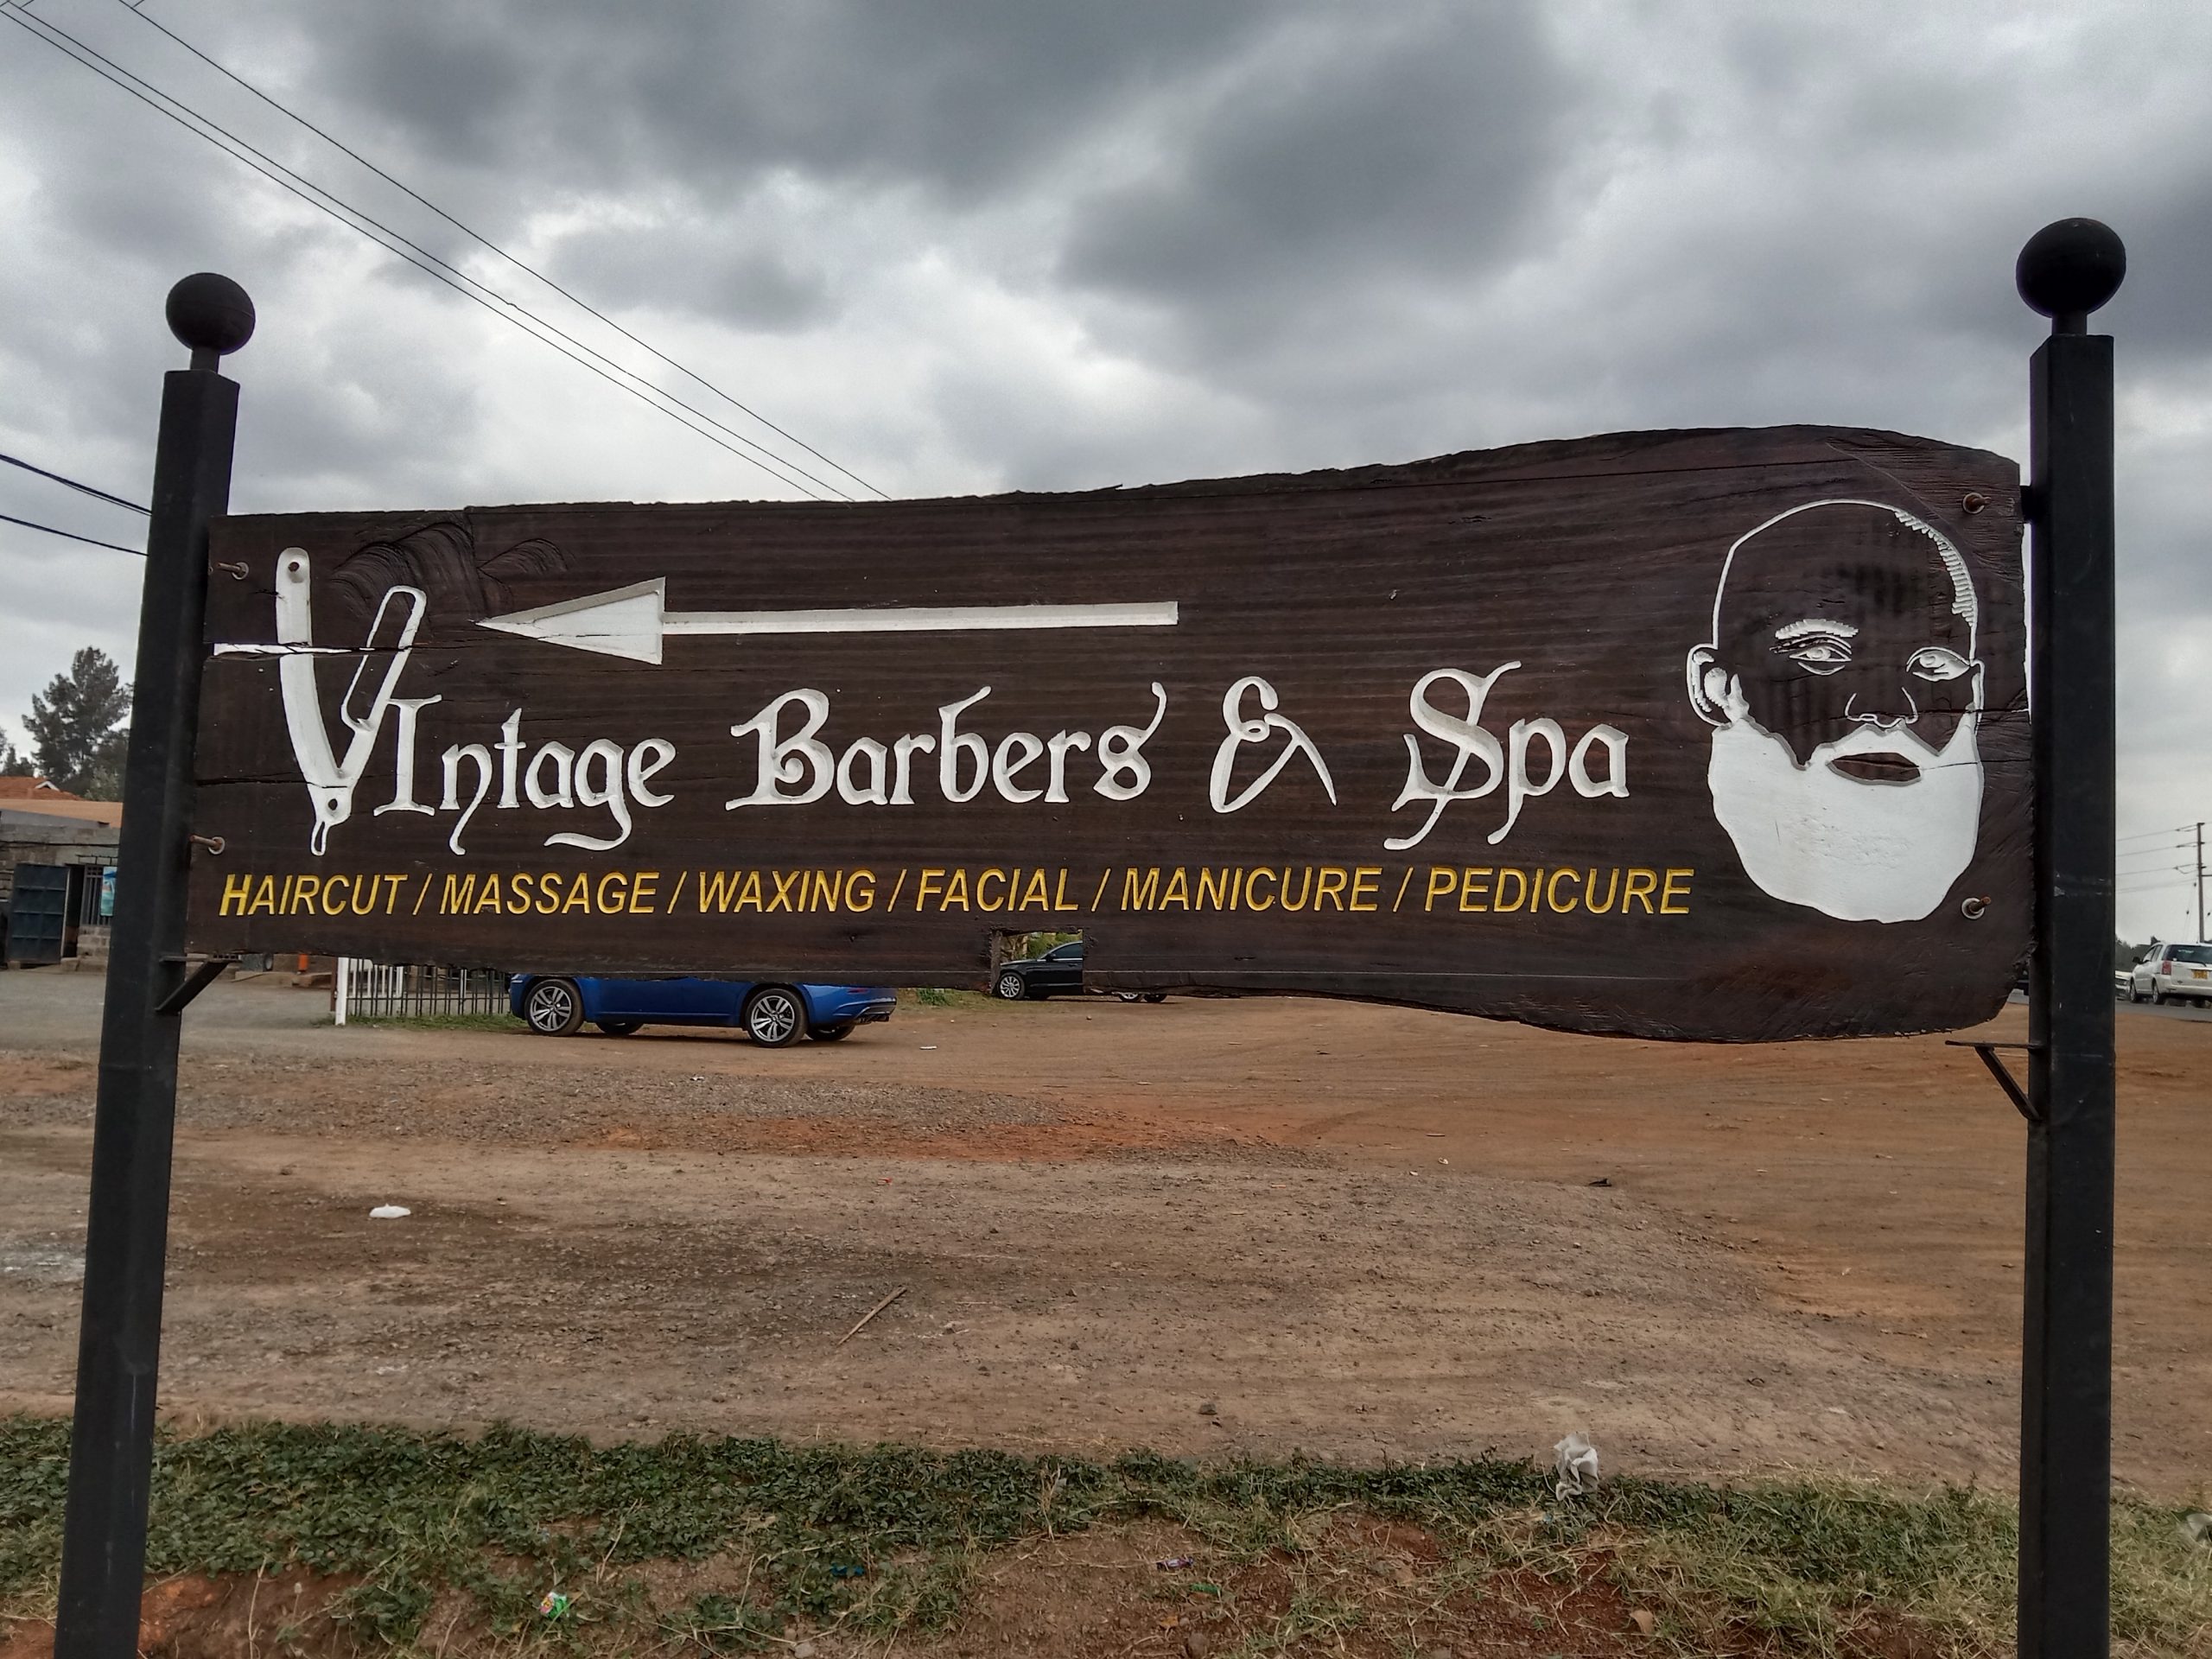 Vintage Barbers & Spa
HAIRCUT / MASSAGE / WAXING / FACIAL / MANICURE / PEDICURE